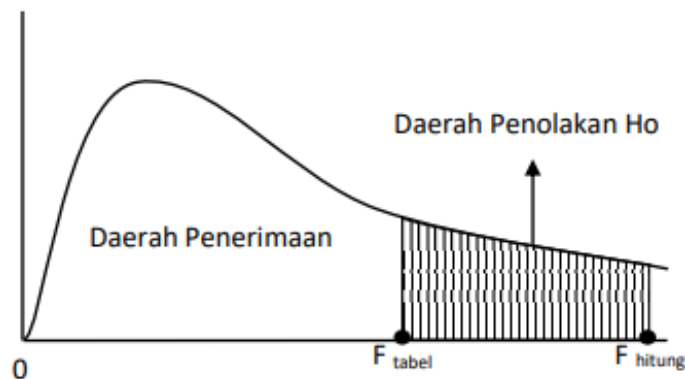 Daerah Penolakan Ho
Daerah Penerimaan
0
F tabel
F hitung